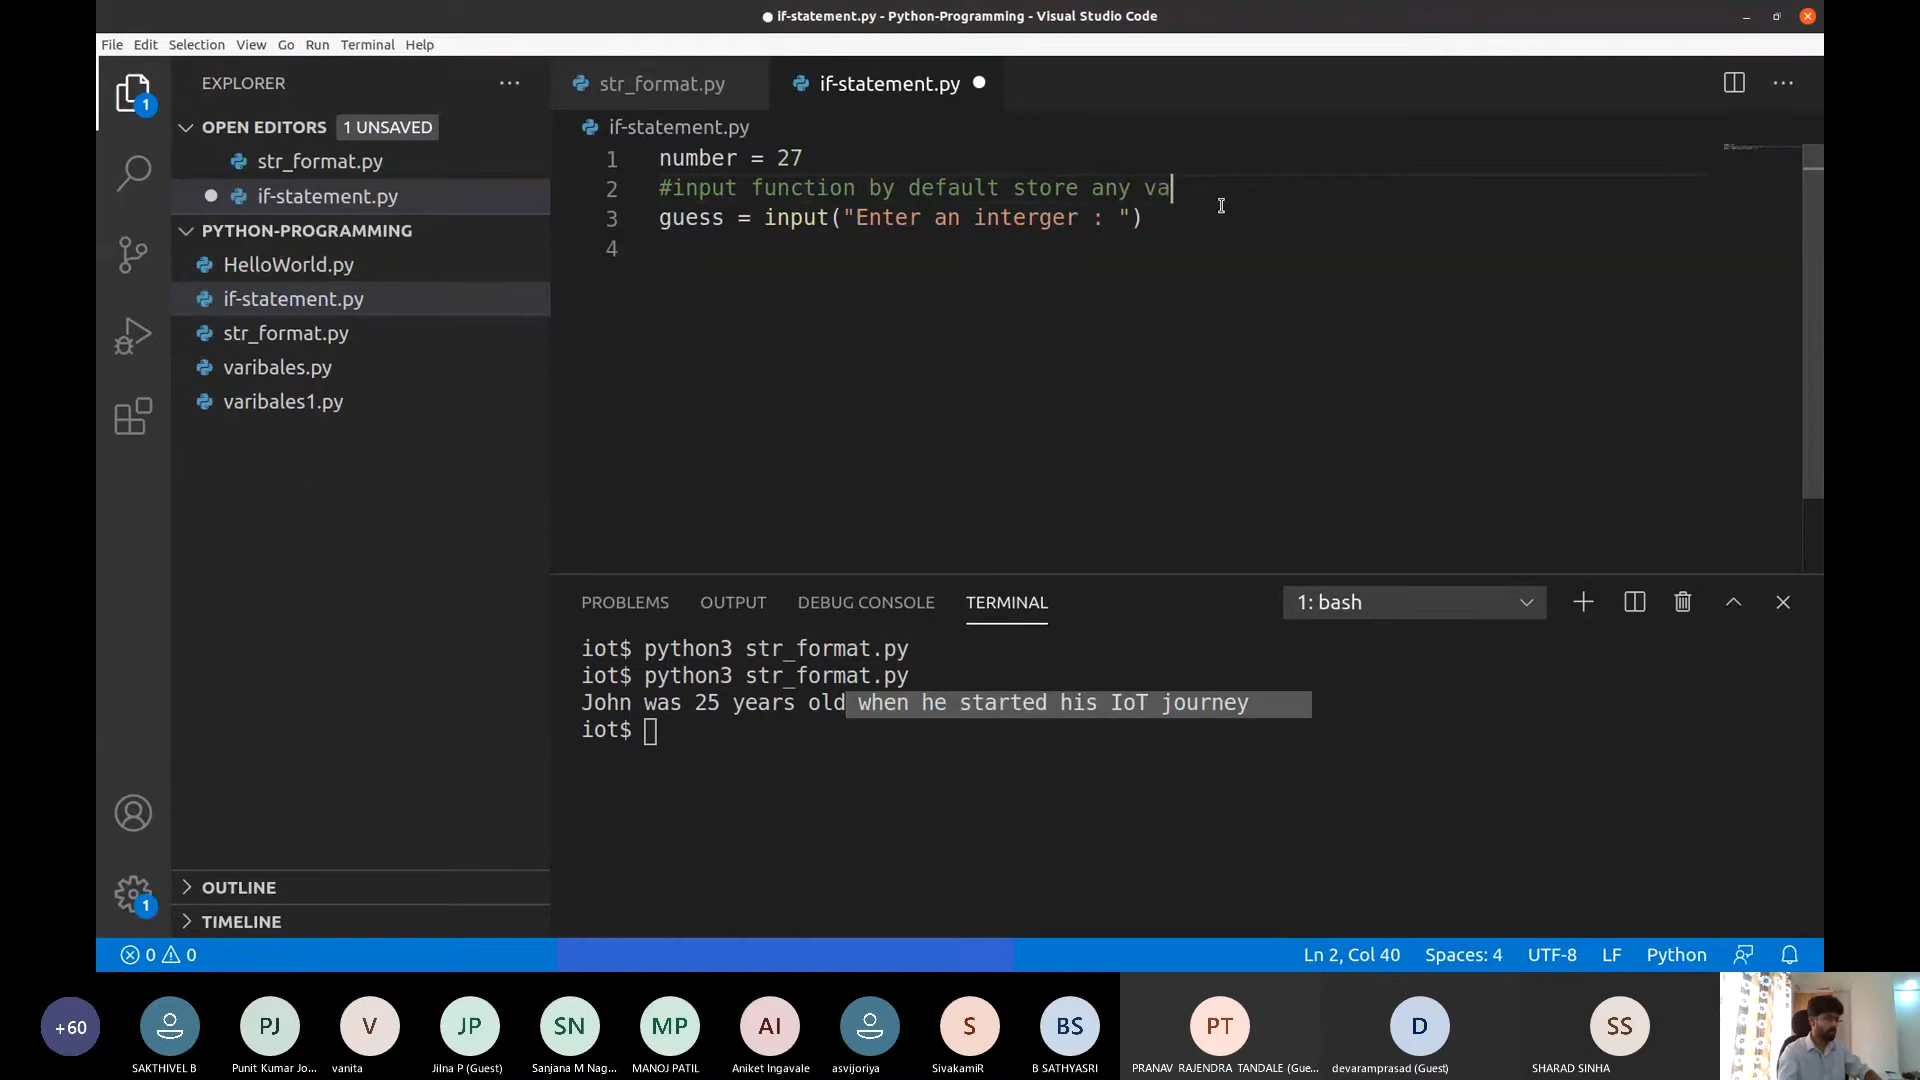 if-statement.py - Python-Programming - Visual Studio Code
File Edit Selection View Go Run Terminal Help
EXPLORER
str_format.py
if-statement.py
1
OPEN EDITORS 1 UNSAVED
str_format.py
if-statement.py
PYTHON-PROGRAMMING
HelloWorld.py
if-statement.py
str_format.py
varibales.py
varibales1.py
OUTLINE
TIMELINE
1
if-statement.py
1 number = 27
2 #input function by default store any va
3 guess = input("Enter an interger : ")
4
PROBLEMS OUTPUT DEBUG CONSOLE TERMINAL 1: bash
iot$ python3 str_format.py
iot$ python3 str_format.py
John was 25 years old when he started his IoT journey
iot$
0 0 Ln 2, Col 40 Spaces: 4 UTF-8 LF Python
+60 PJ V JP SN MP AI S BS PT D SS
SAKTHIVEL B Punit Kumar Jo... vanita Jilna P (Guest) Sanjana M Nag... MANOJ PATIL Aniket Ingavale asvijoriya SivakamiR B SATHYASRI PRANAV RAJENDRA TANDALE (Gue... devaramprasad (Guest) SHARAD SINHA